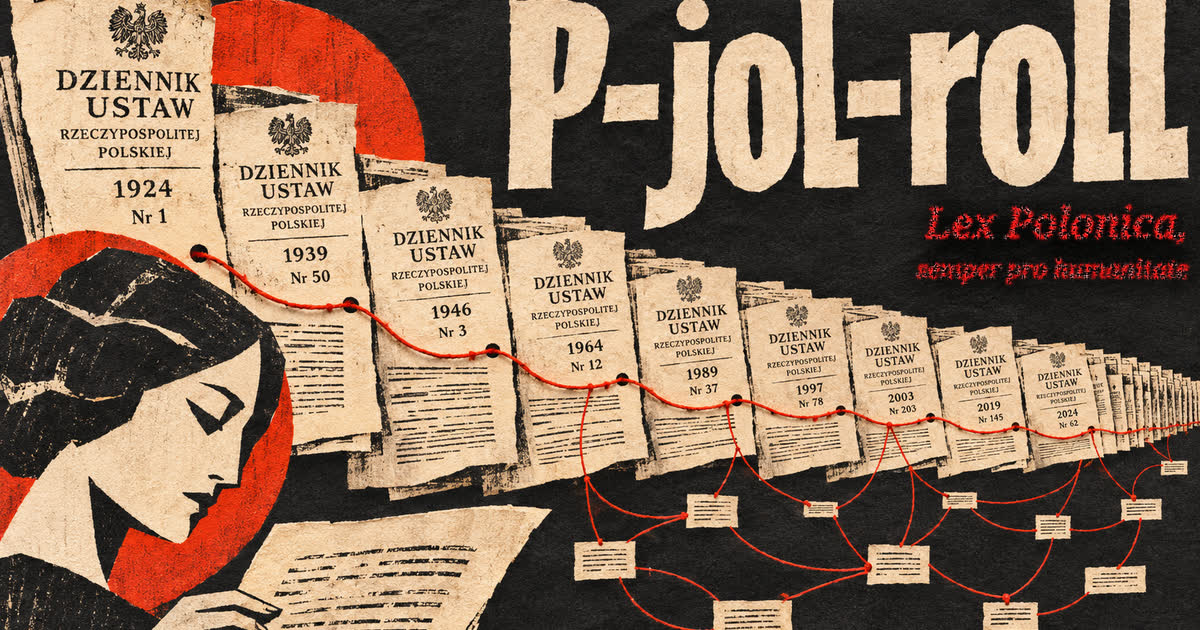 P-jol-roll
Lex Polonica,
semper pro humanitate
DZIENNIK
USTAW
RZECZYPOSPOLITEJ
POLSKIEJ
1924
Nr 1
DZIENNIK
USTAW
RZECZYPOSPOLITEJ
POLSKIEJ
1939
Nr 50
DZIENNIK
USTAW
RZECZYPOSPOLITEJ
POLSKIEJ
1946
Nr 3
DZIENNIK
USTAW
RZECZYPOSPOLITEJ
POLSKIEJ
1964
Nr 12
DZIENNIK
USTAW
RZECZYPOSPOLITEJ
POLSKIEJ
1989
Nr 37
DZIENNIK
USTAW
RZECZYPOSPOLITEJ
POLSKIEJ
1997
Nr 78
DZIENNIK
USTAW
RZECZYPOSPOLITEJ
POLSKIEJ
2003
Nr 203
DZIENNIK
USTAW
RZECZYPOSPOLITEJ
POLSKIEJ
2019
Nr 145
DZIENNIK
USTAW
RZECZYPOSPOLITEJ
POLSKIEJ
2024
Nr 62